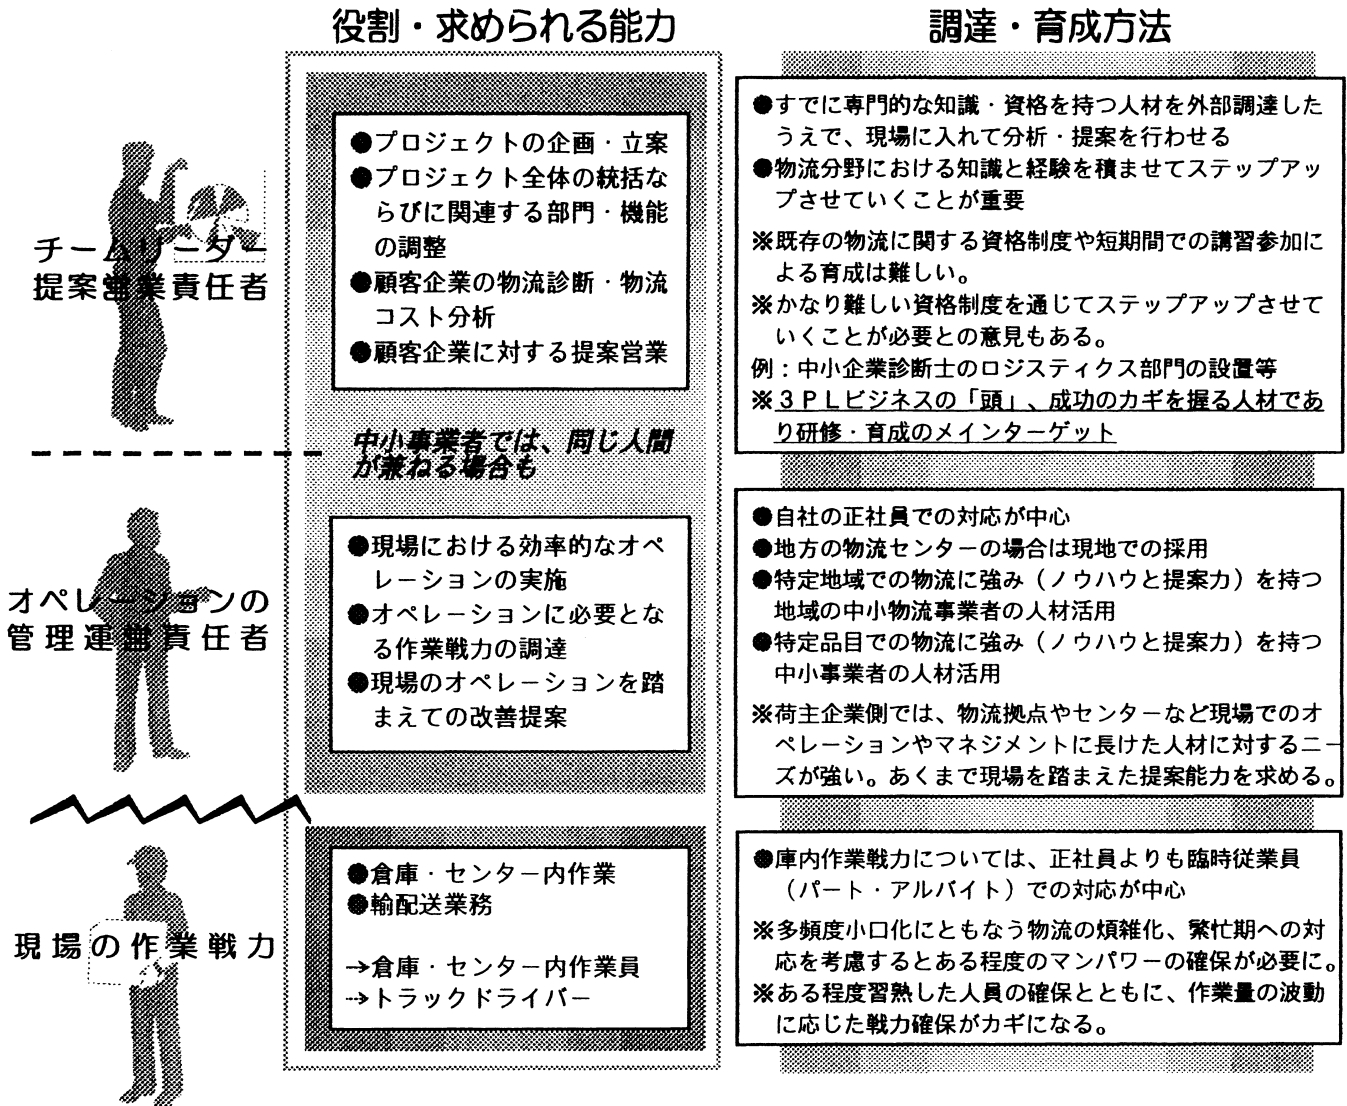 役割・求められる能力
調達・育成方法
チームリーダー
提案営業責任者
●プロジェクトの企画・立案
●プロジェクト全体の統括な
らびに関連する部門・機能
の調整
●顧客企業の物流診断・物流
コスト分析
●顧客企業に対する提案営業
●すでに専門的な知識・資格を持つ人材を外部調達した
うえで、現場に入れて分析・提案を行わせる
●物流分野における知識と経験を積ませてステップアッ
プさせていくことが重要
※既存の物流に関する資格制度や短期間での講習参加に
よる育成は難しい。
※かなり難しい資格制度を通じてステップアップさせて
いくことが必要との意見もある。
例：中小企業診断士のロジスティクス部門の設置等
※３ＰＬビジネスの「頭」、成功のカギを握る人材であ
り研修・育成のメインターゲット
中小事業者では、同じ人間
が兼ねる場合も
オペレーションの
管理運営責任者
●現場における効率的なオペ
レーションの実施
●オペレーションに必要とな
る作業戦力の調達
●現場のオペレーションを踏
まえての改善提案
●自社の正社員での対応が中心
●地方の物流センターの場合は現地での採用
●特定地域での物流に強み（ノウハウと提案力）を持つ
地域の中小物流事業者の人材活用
●特定品目での物流に強み（ノウハウと提案力）を持つ
中小事業者の人材活用
※荷主企業側では、物流拠点やセンターなど現場でのオ
ペレーションやマネジメントに長けた人材に対するニー
ズが強い。あくまで現場を踏まえた提案能力を求める。
現場の作業戦力
●倉庫・センター内作業
●輸配送業務
→倉庫・センター内作業員
→トラックドライバー
●庫内作業戦力については、正社員よりも臨時従業員
（パート・アルバイト）での対応が中心
※多頻度小口化にともなう物流の煩雑化、繁忙期への対
応を考慮するとある程度のマンパワーの確保が必要に。
※ある程度習熟した人員の確保とともに、作業量の波動
に応じた戦力確保がカギになる。